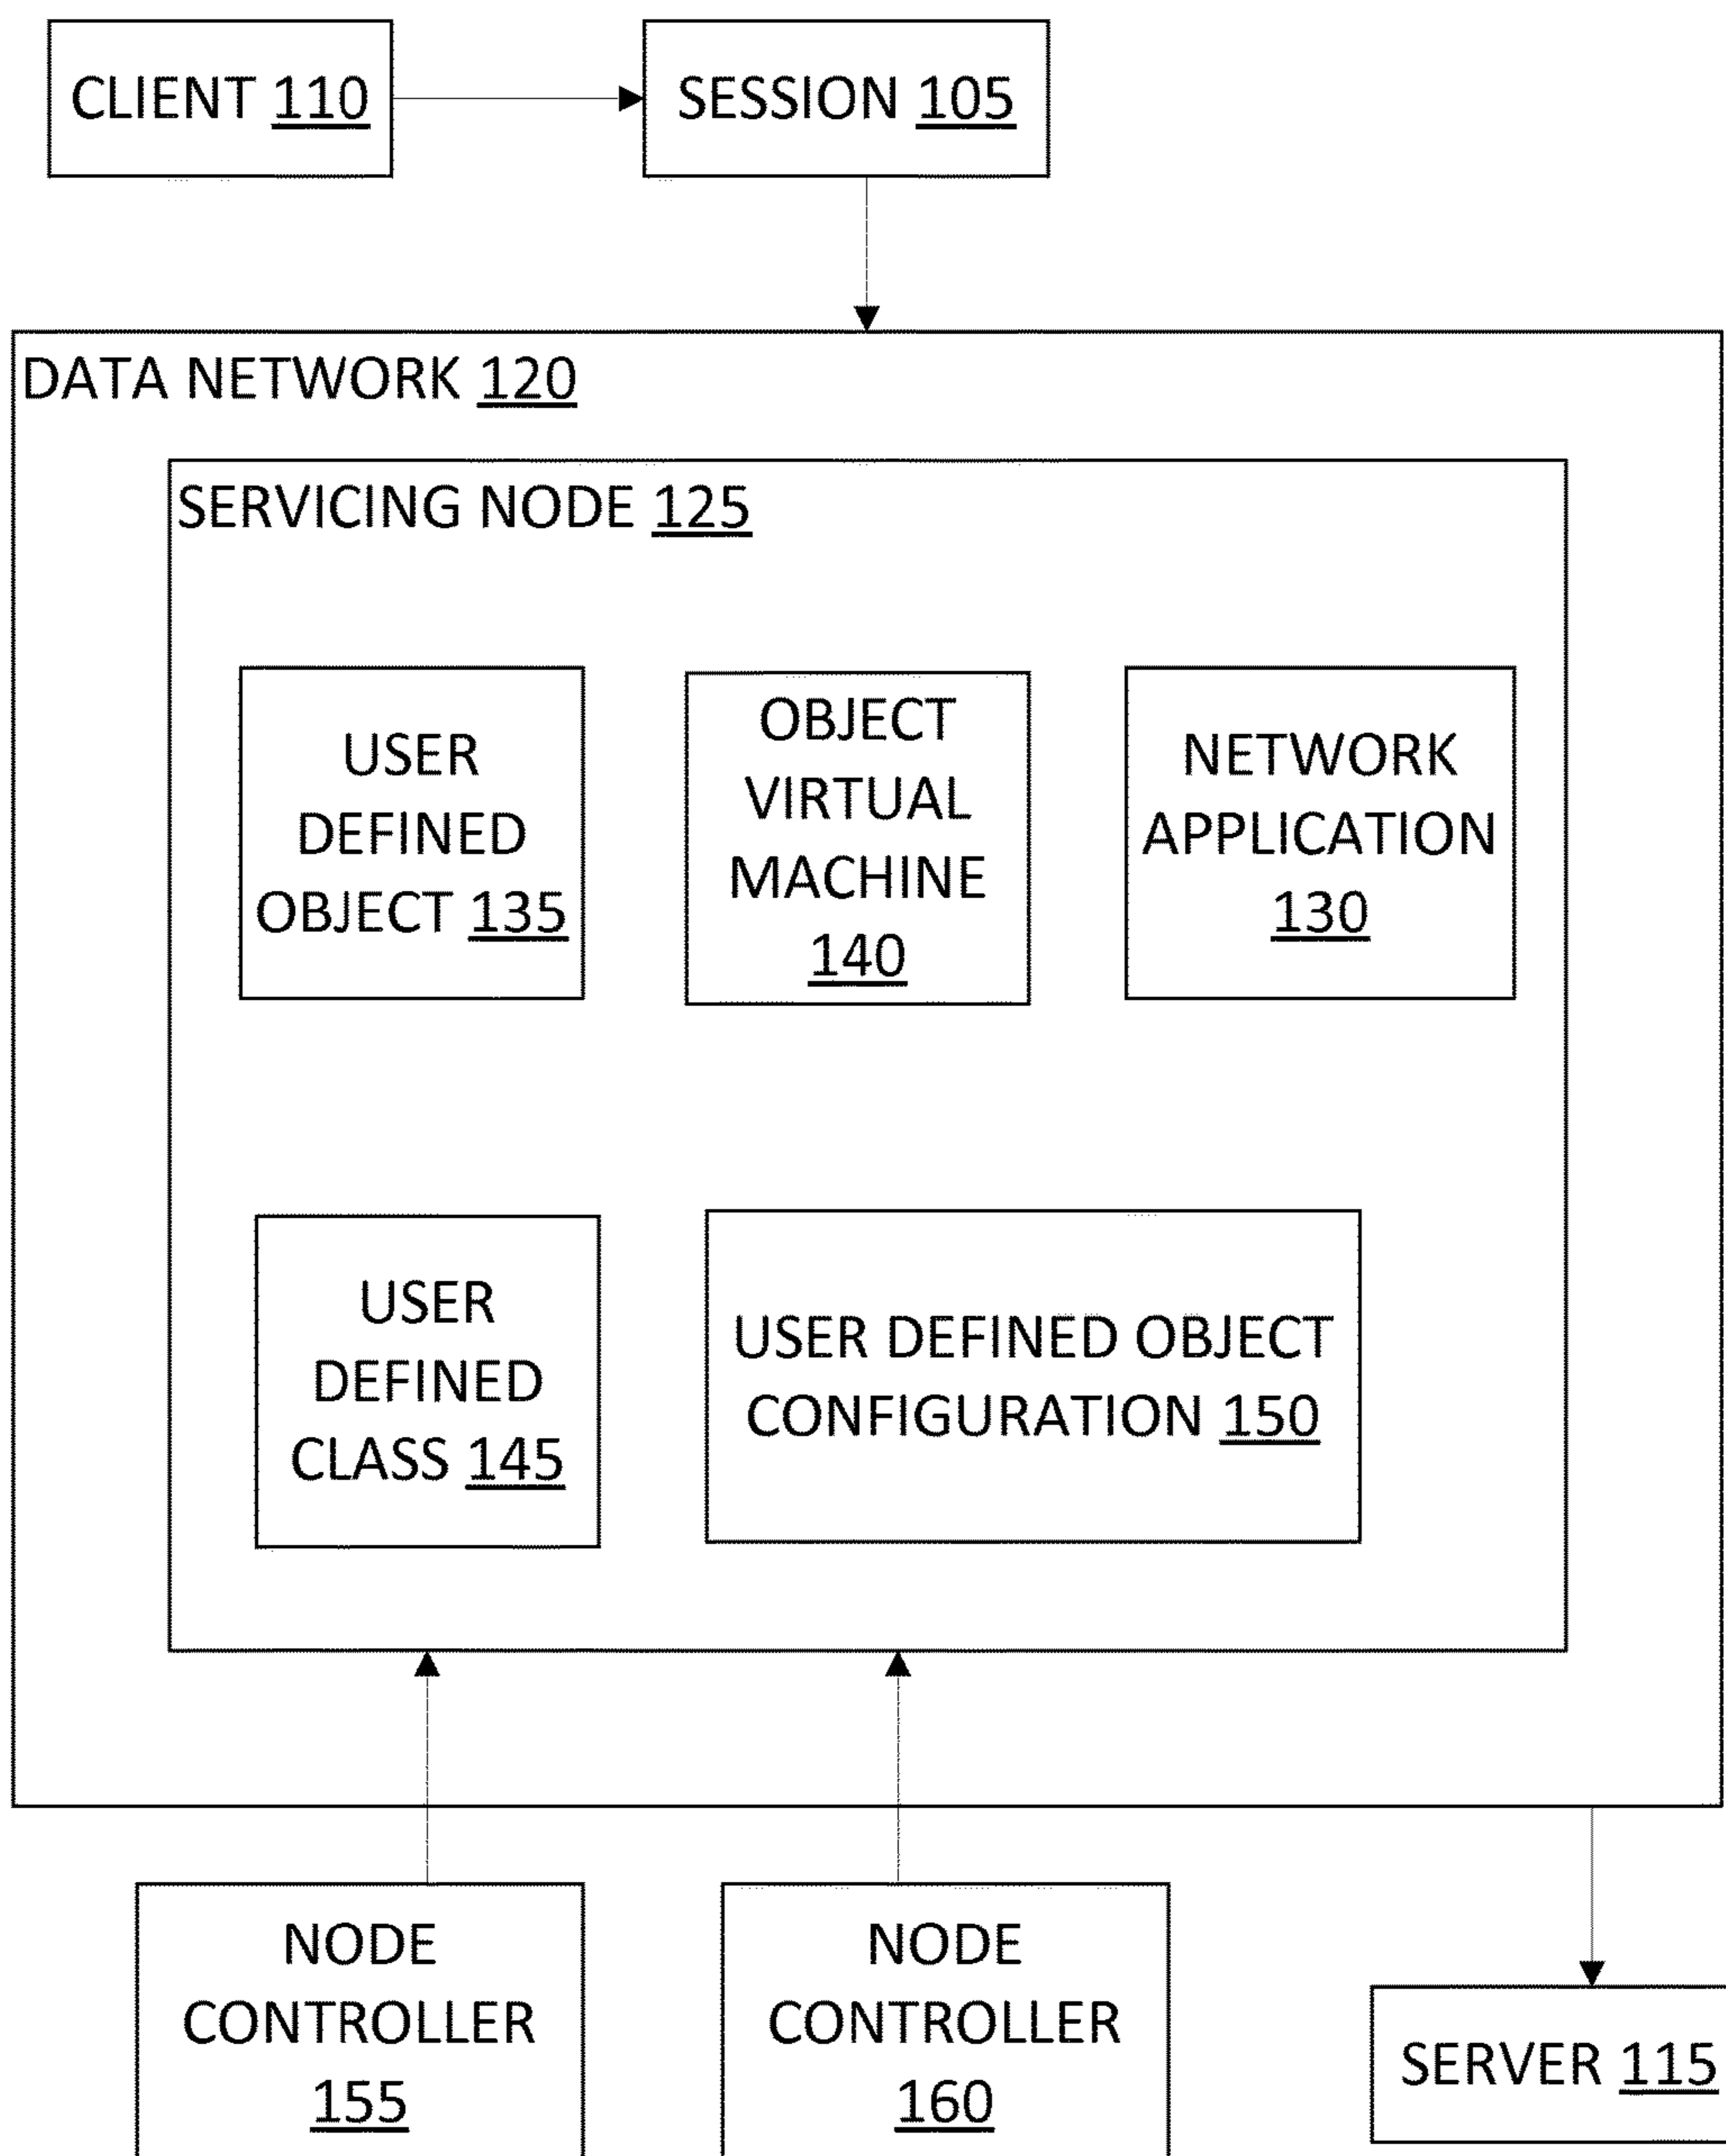 CLIENT 110
SESSION 105
DATA NETWORK 120
SERVICING NODE 125
USER
DEFINED
OBJECT 135
OBJECT
VIRTUAL
MACHINE
140
NETWORK
APPLICATION
130
USER
DEFINED
CLASS 145
USER DEFINED OBJECT
CONFIGURATION 150
NODE
CONTROLLER
155
NODE
CONTROLLER
160
SERVER 115